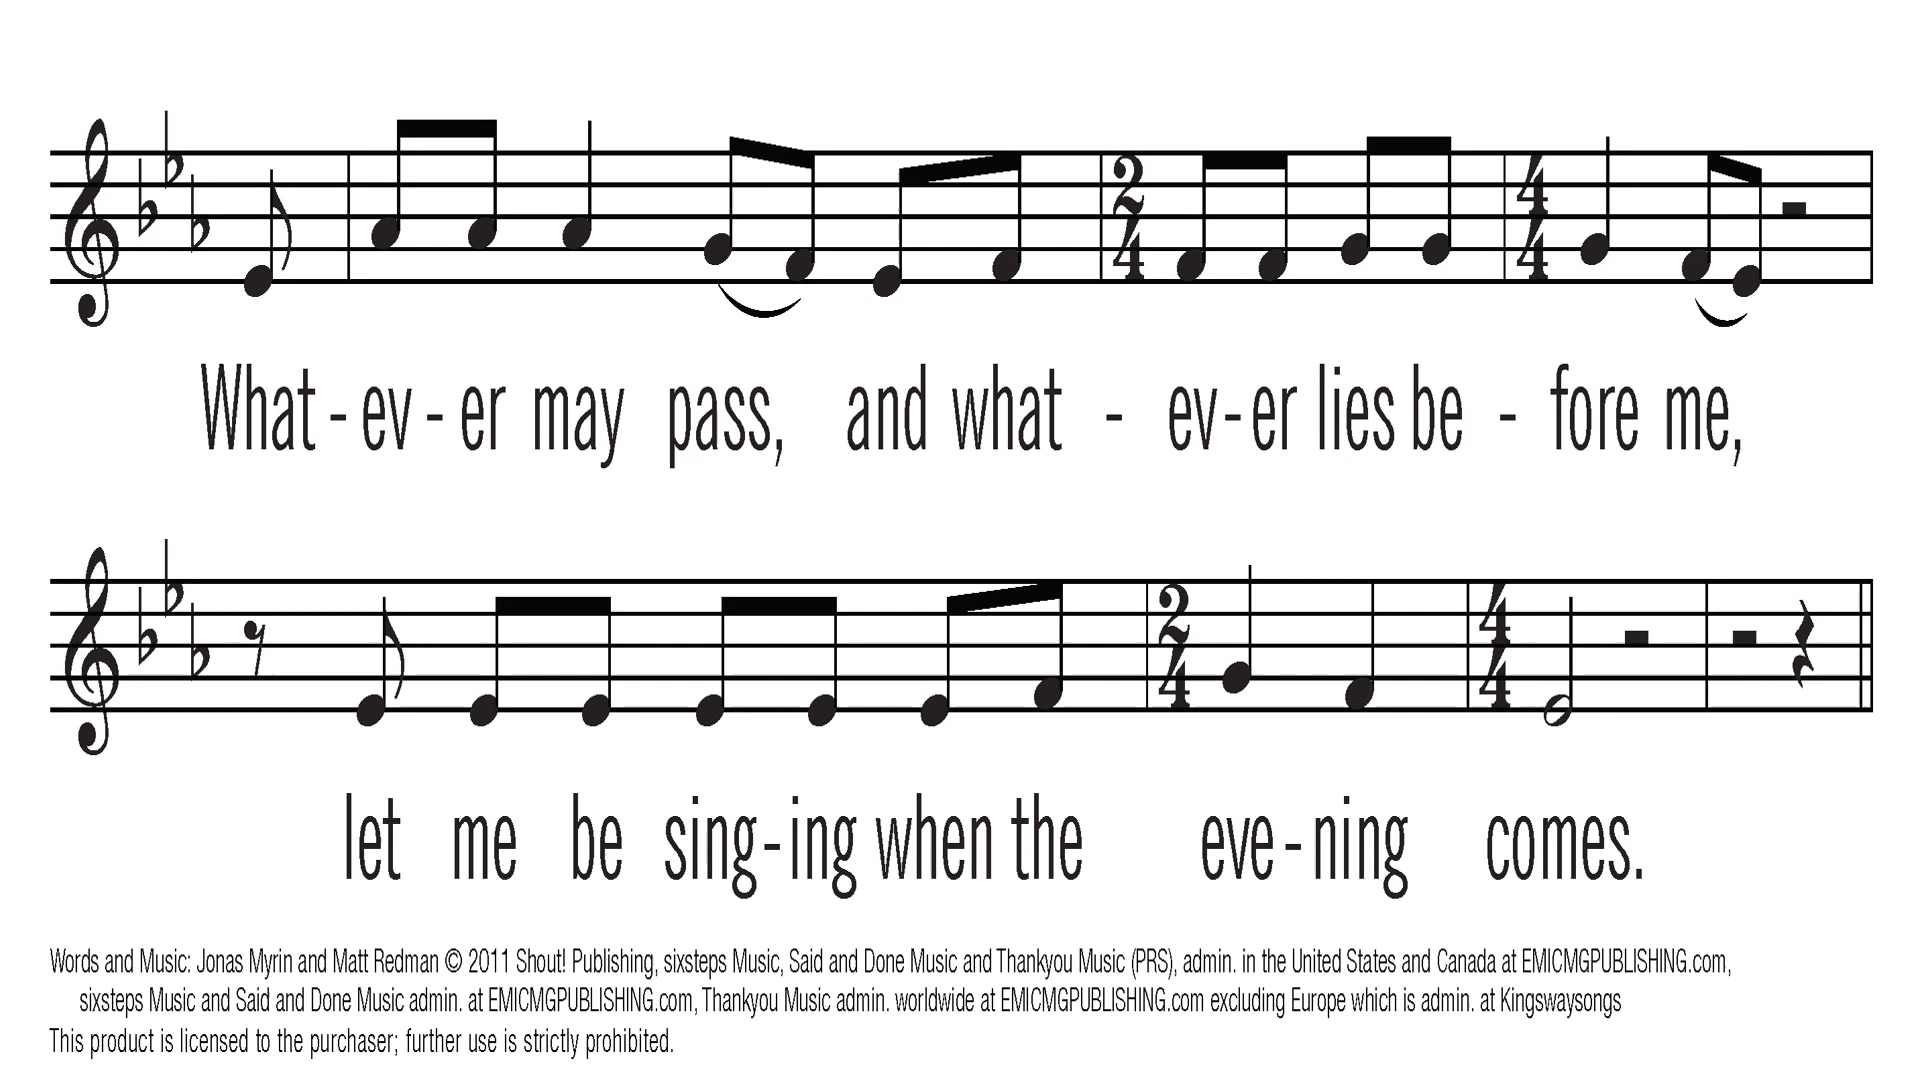 What - ev - er may pass, and what - ev - er lies be - fore me,
let me be sing - ing when the eve - ning comes.
Words and Music: Jonas Myrin and Matt Redman © 2011 Shout! Publishing, sixsteps Music, Said and Done Music and Thankyou Music (PRS), admin. in the United States and Canada at EMICMGPUBLISHING.com,
sixsteps Music and Said and Done Music admin. at EMICMGPUBLISHING.com, Thankyou Music admin. worldwide at EMICMGPUBLISHING.com excluding Europe which is admin. at Kingswaysongs
This product is licensed to the purchaser; further use is strictly prohibited.